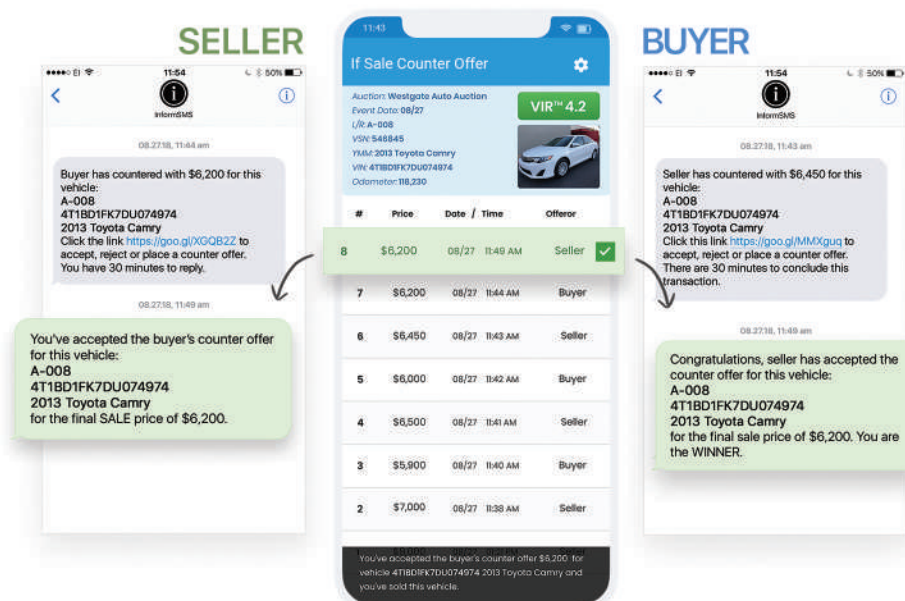 SELLER
BUYER
●●●●○ El
11:54
50%
InformSMS
08.27.18, 11:44 am
Buyer has countered with $6,200 for this
vehicle:
A-008
4T1BD1FK7DU074974
2013 Toyota Camry
Click the link https://goo.gl/XGQB2Z to
accept, reject or place a counter offer.
You have 30 minutes to reply.
08.27.18, 11:49 am
You've accepted the buyer's counter offer
for this vehicle:
A-008
4T1BD1FK7DU074974
2013 Toyota Camry
for the final SALE price of $6,200.
11:43
If Sale Counter Offer
Auction: Westgate Auto Auction
Event Date: 08/27
L/R: A-008
VSN: 546845
YMM: 2013 Toyota Camry
VIN: 4T1BD1FK7DU074974
Odometer: 118,230
VIR™ 4.2
# Price Date / Time Offeror
8 $6,200 08/27 11:49 AM Seller
7 $6,200 08/27 11:44 AM Buyer
6 $6,450 08/27 11:43 AM Seller
5 $6,000 08/27 11:42 AM Buyer
4 $6,500 08/27 11:41 AM Seller
3 $5,900 08/27 11:40 AM Buyer
2 $7,000 08/27 11:38 AM Seller
You've accepted the buyer's counter offer $6,200 for
vehicle 4T1BD1FK7DU074974 2013 Toyota Camry and
you've sold this vehicle.
●●●●○ El
11:54
50%
InformSMS
08.27.18, 11:43 am
Seller has countered with $6,450 for this
vehicle:
A-008
4T1BD1FK7DU074974
2013 Toyota Camry
Click this link https://goo.gl/MMXguq to
accept, reject or place a counter offer.
There are 30 minutes to conclude this
transaction.
08.27.18, 11:49 am
Congratulations, seller has accepted the
counter offer for this vehicle:
A-008
4T1BD1FK7DU074974
2013 Toyota Camry
for the final sale price of $6,200. You are
the WINNER.